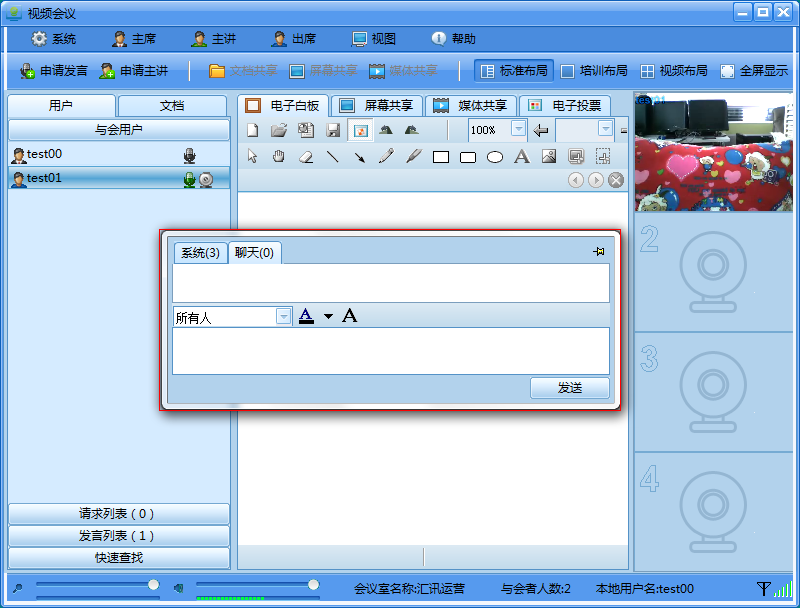 视频会议
系统 主席 主讲 出席 视图 帮助
申请发言 申请主讲 文档共享 屏幕共享 媒体共享 标准布局 培训布局 视频布局 全屏显示
用户 文档
与会用户
test00
test01
电子白板 屏幕共享 媒体共享 电子投票
100%
系统(3) 聊天(0)
所有人 A A
发送
2
3
4
请求列表 ( 0 )
发言列表 ( 1 )
快速查找
会议室名称:汇讯运营 与会者人数:2 本地用户名:test00